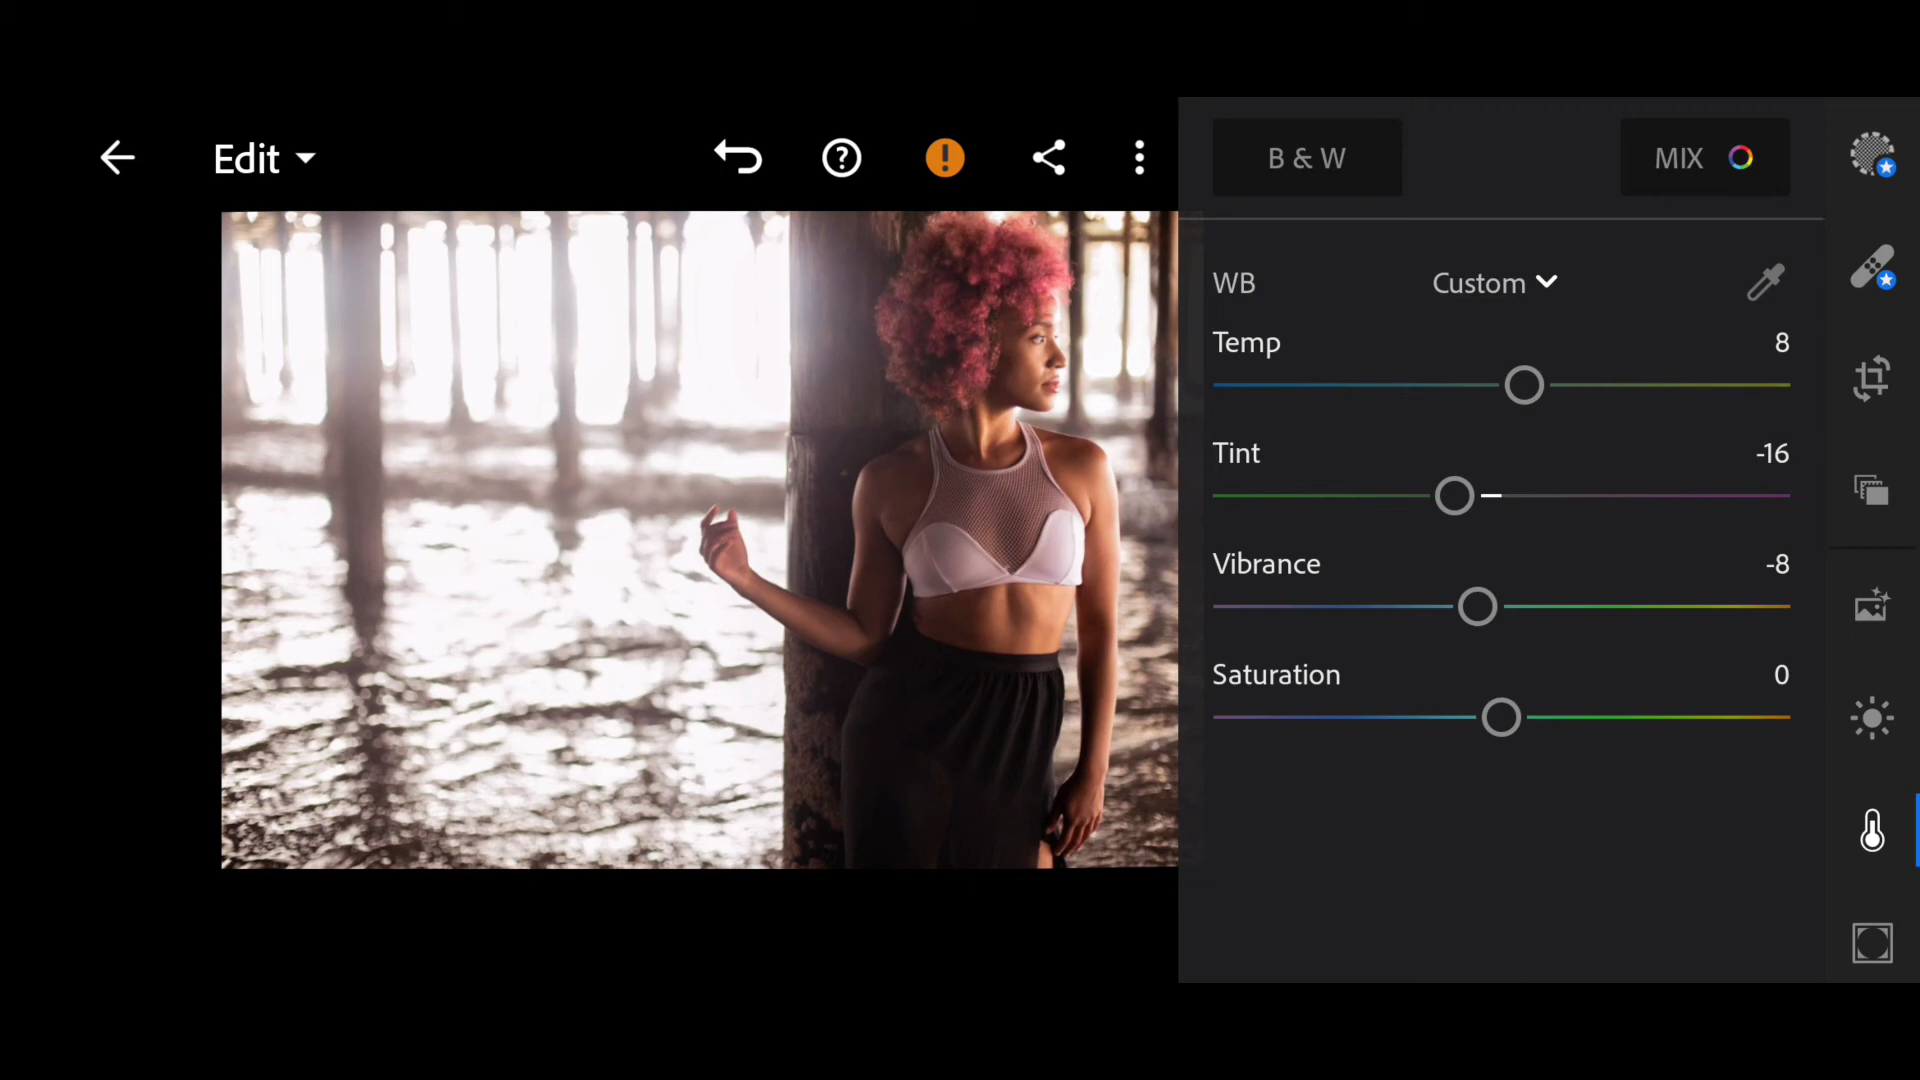 Edit
B & W
MIX
WB Custom
Temp 8
Tint -16
Vibrance -8
Saturation 0